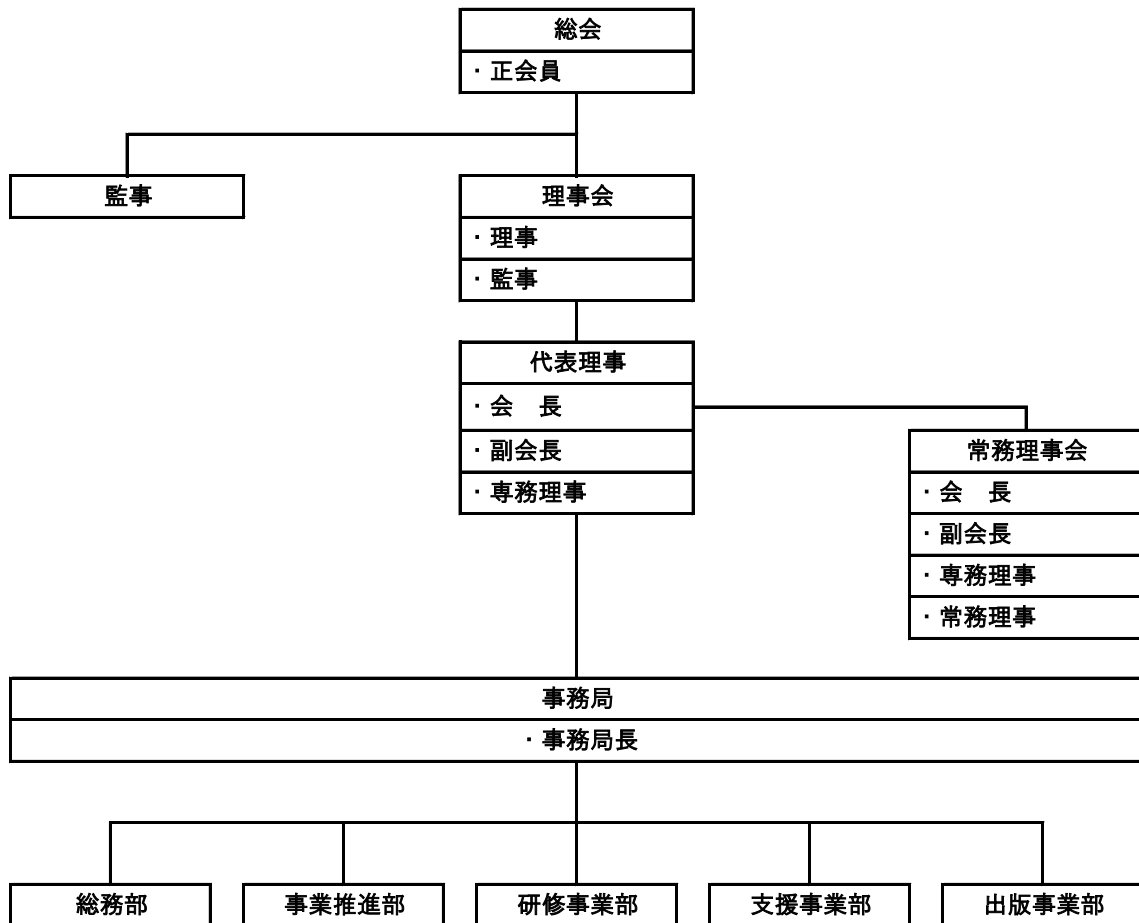 総会
・正会員
監事
理事会
・理事
・監事
代表理事
・会　長
・副会長
・専務理事
常務理事会
・会　長
・副会長
・専務理事
・常務理事
事務局
・事務局長
総務部
事業推進部
研修事業部
支援事業部
出版事業部